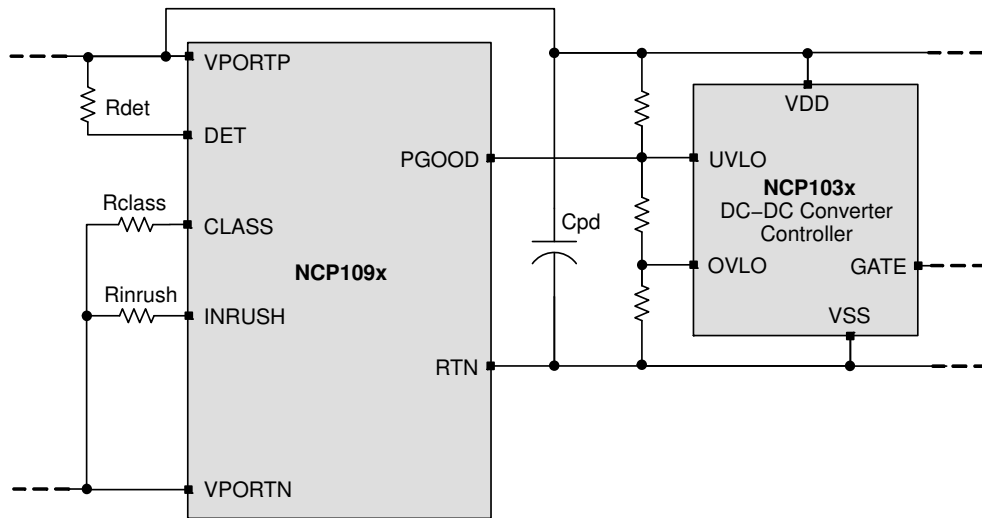 VPORTP
Rdet
DET
PGOOD
Rclass
CLASS
NCP109x
Rinrush
INRUSH
RTN
VPORTN
Cpd
VDD
UVLO
NCP103x
DC−DC Converter
Controller
OVLO
GATE
VSS